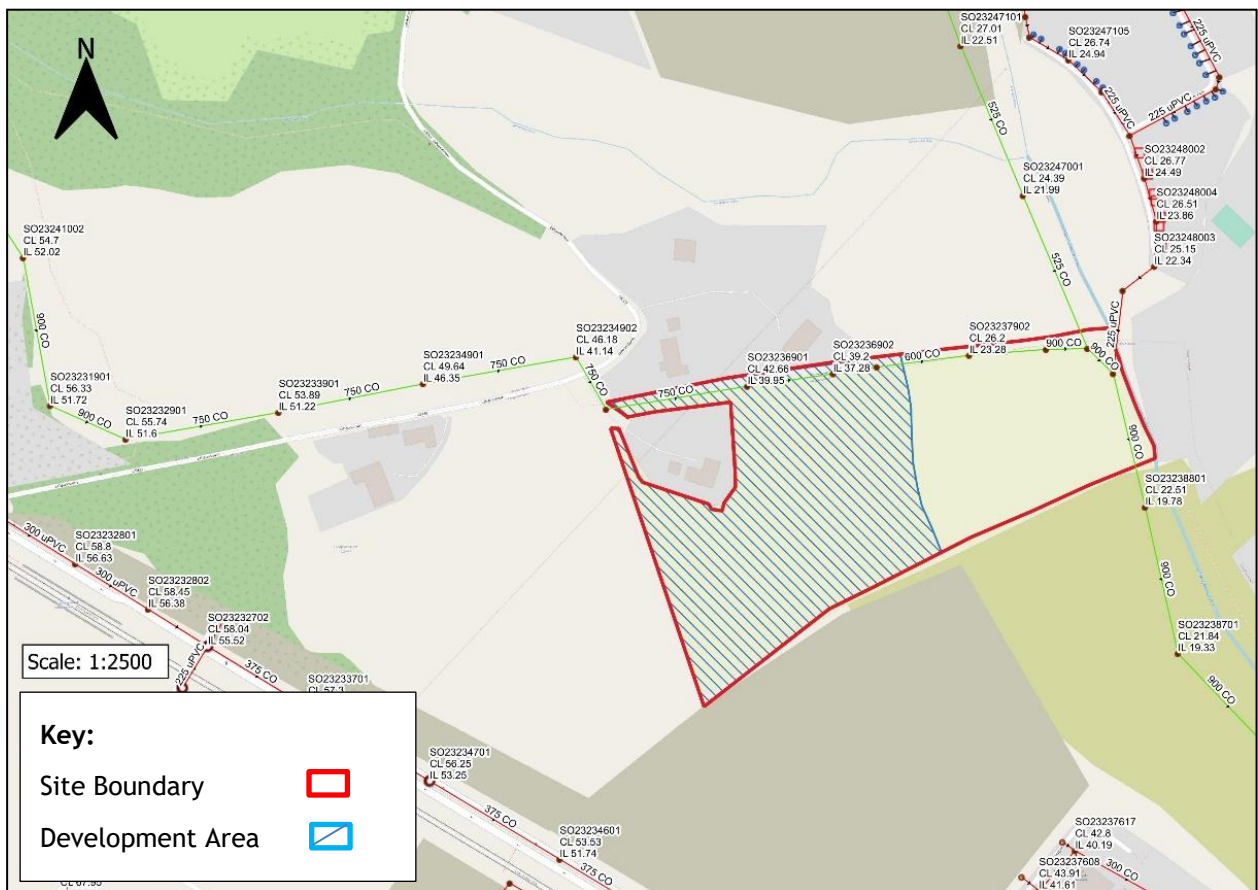 N
SO23247101
CL 27.01
IL 22.51
SO23247105
CL 26.74
IL 24.94
225 uPVC
225 uPVC
225 uPVC
525 CO
SO23248002
CL 26.77
IL 24.49
SO23247001
CL 24.39
IL 21.99
SO23248004
CL 26.51
IL 23.86
SO23248003
CL 25.15
IL 22.34
525 CO
225 uPVC
SO23241002
CL 54.7
IL 52.02
900 CO
SO23234902
CL 46.18
IL 41.14
SO23234901
CL 49.64
IL 46.35
750 CO
750 CO
SO23236901
CL 42.66
IL 39.95
SO23236902
CL 39.2
IL 37.28
SO23237902
CL 26.2
IL 23.28
600 CO
900 CO
900 CO
750 CO
SO23231901
CL 56.33
IL 51.72
900 CO
SO23232901
CL 55.74
IL 51.6
750 CO
SO23233901
CL 53.89
IL 51.22
750 CO
900 CO
SO23238801
CL 22.51
IL 19.78
900 CO
SO23238701
CL 21.84
IL 19.33
900 CO
300 uPVC
SO23232801
CL 58.8
IL 56.63
300 uPVC
SO23232802
CL 58.45
IL 56.38
SO23232702
CL 58.04
IL 55.52
225 uPVC
375 CO
SO23233701
CL 57.3
Scale: 1:2500
Key:
Site Boundary
Development Area
SO23234701
CL 56.25
IL 53.25
375 CO
SO23234601
CL 53.53
IL 51.74
375 CO
SO23237617
CL 42.8
IL 40.19
300 CO
SO23237608
CL 43.91
IL 41.61
CL 67.95